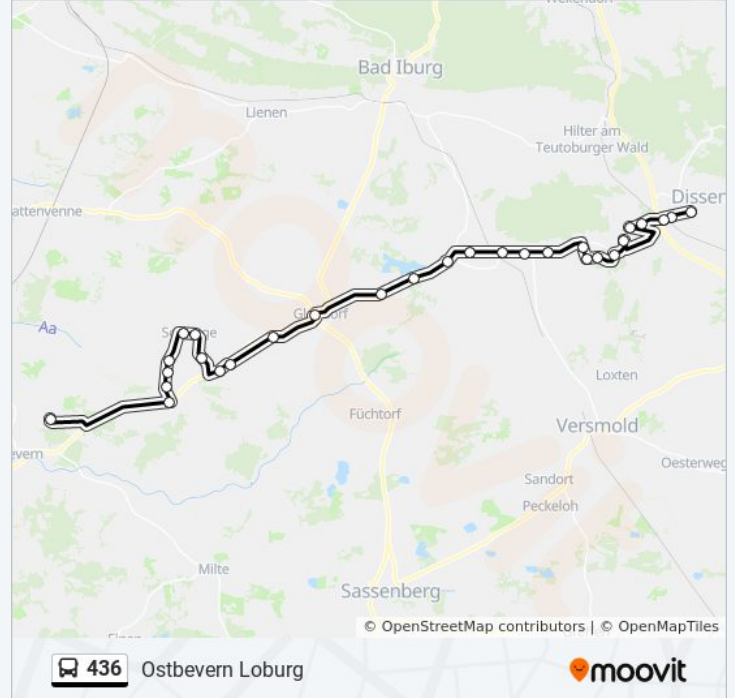 Bad Iburg
Lienen
Hilter am
Teutoburger Wald
Dissen
attenvenne
Aa
Füchtorf
Loxten
Versmold
evern
Oesterweg
Sandort
Peckeloh
Milte
Sassenberg
© OpenStreetMap contributors | © OpenMapTiles
436 Ostbevern Loburg
moovit